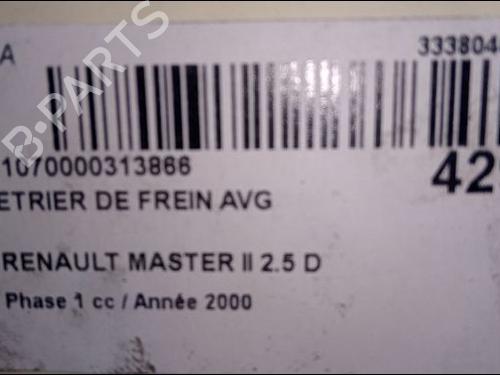 A 333804
B-PARTS
1070000313866
42
ETRIER DE FREIN AVG
RENAULT MASTER II 2.5 D
Phase 1 cc / Année 2000